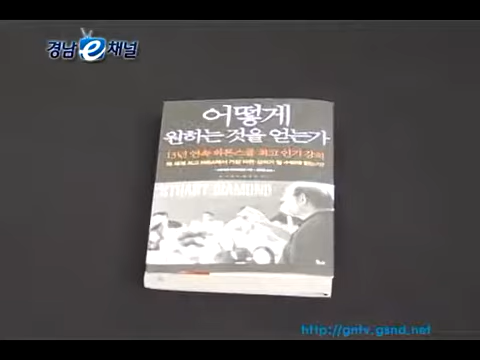 경남 e 채널
어떻게
원하는 것을 얻는가
13년 연속 와튼스쿨 최고 인기 강의
STUART DIAMOND
http://gntv.gsnd.net